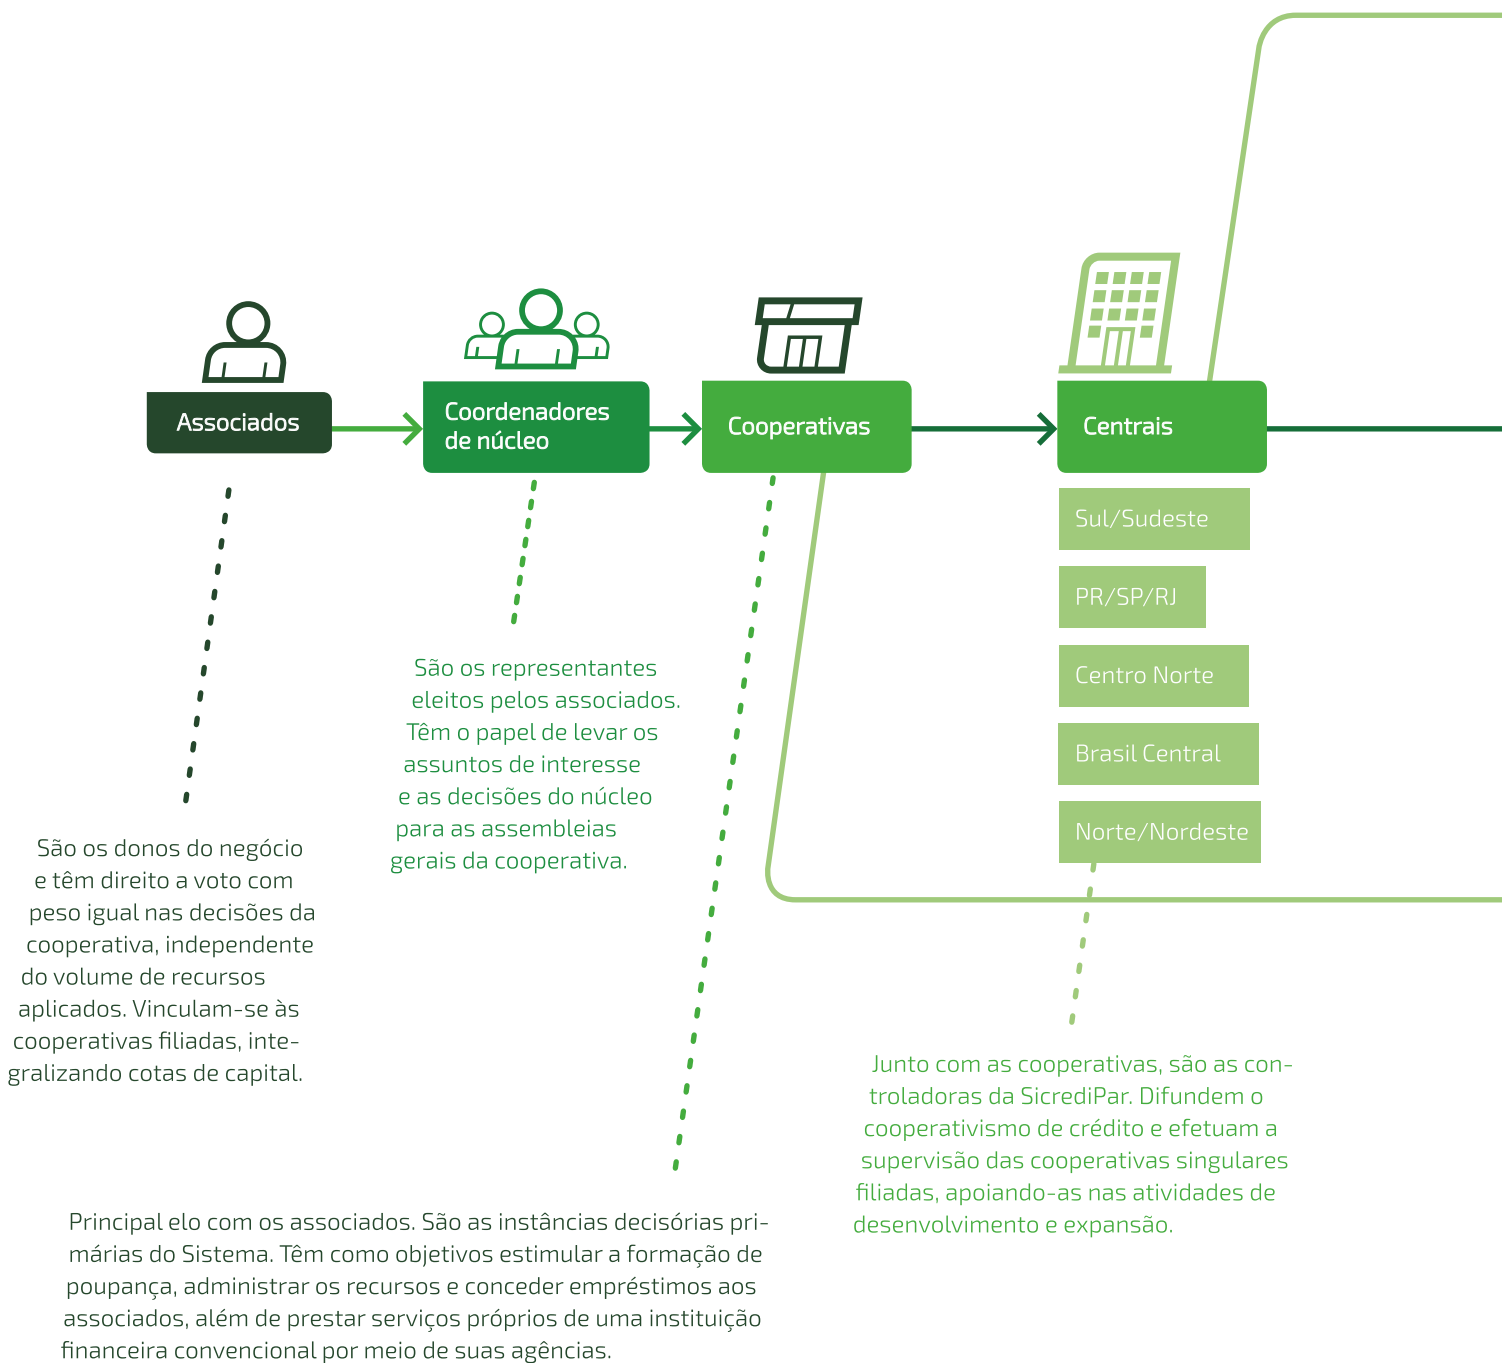 Associados
Coordenadores
de núcleo
Cooperativas
Centrais
Sul/Sudeste
PR/SP/RJ
Centro Norte
Brasil Central
Norte/Nordeste
São os representantes
eleitos pelos associados.
Têm o papel de levar os
assuntos de interesse
e as decisões do núcleo
para as assembleias
gerais da cooperativa.
São os donos do negócio
e têm direito a voto com
peso igual nas decisões da
cooperativa, independente
do volume de recursos
aplicados. Vinculam-se às
cooperativas filiadas, inte-
gralizando cotas de capital.
Junto com as cooperativas, são as con-
troladoras da SicrediPar. Difundem o
cooperativismo de crédito e efetuam a
supervisão das cooperativas singulares
filiadas, apoiando-as nas atividades de
desenvolvimento e expansão.
Principal elo com os associados. São as instâncias decisórias pri-
márias do Sistema. Têm como objetivos estimular a formação de
poupança, administrar os recursos e conceder empréstimos aos
associados, além de prestar serviços próprios de uma instituição
financeira convencional por meio de suas agências.